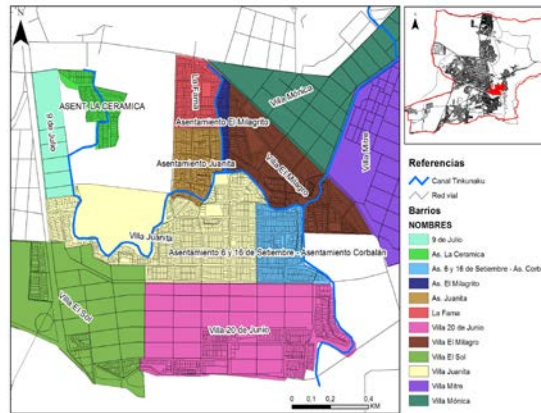 N
ASENT. LA CERAMICA
La Fama
Villa Mónica
9 de Julio
Asentamiento El Milagrito
Villa Mitre
Asentamiento Juanita
Villa El Milagro
Villa Juanita
Asentamiento 6 y 16 de Setiembre - Asentamiento Corbalan
Villa El Sol
Villa 20 de Junio
0 0,2 0,4
KM
Referencias
Canal Tinkunaku
Red vial
Barrios
NOMBRES
9 de Julio
As. La Ceramica
As. 6 y 16 de Setiembre - As. Corb
As. El Milagrito
As. Juanita
La Fama
Villa 20 de Junio
Villa El Milagro
Villa El Sol
Villa Juanita
Villa Mitre
Villa Mónica